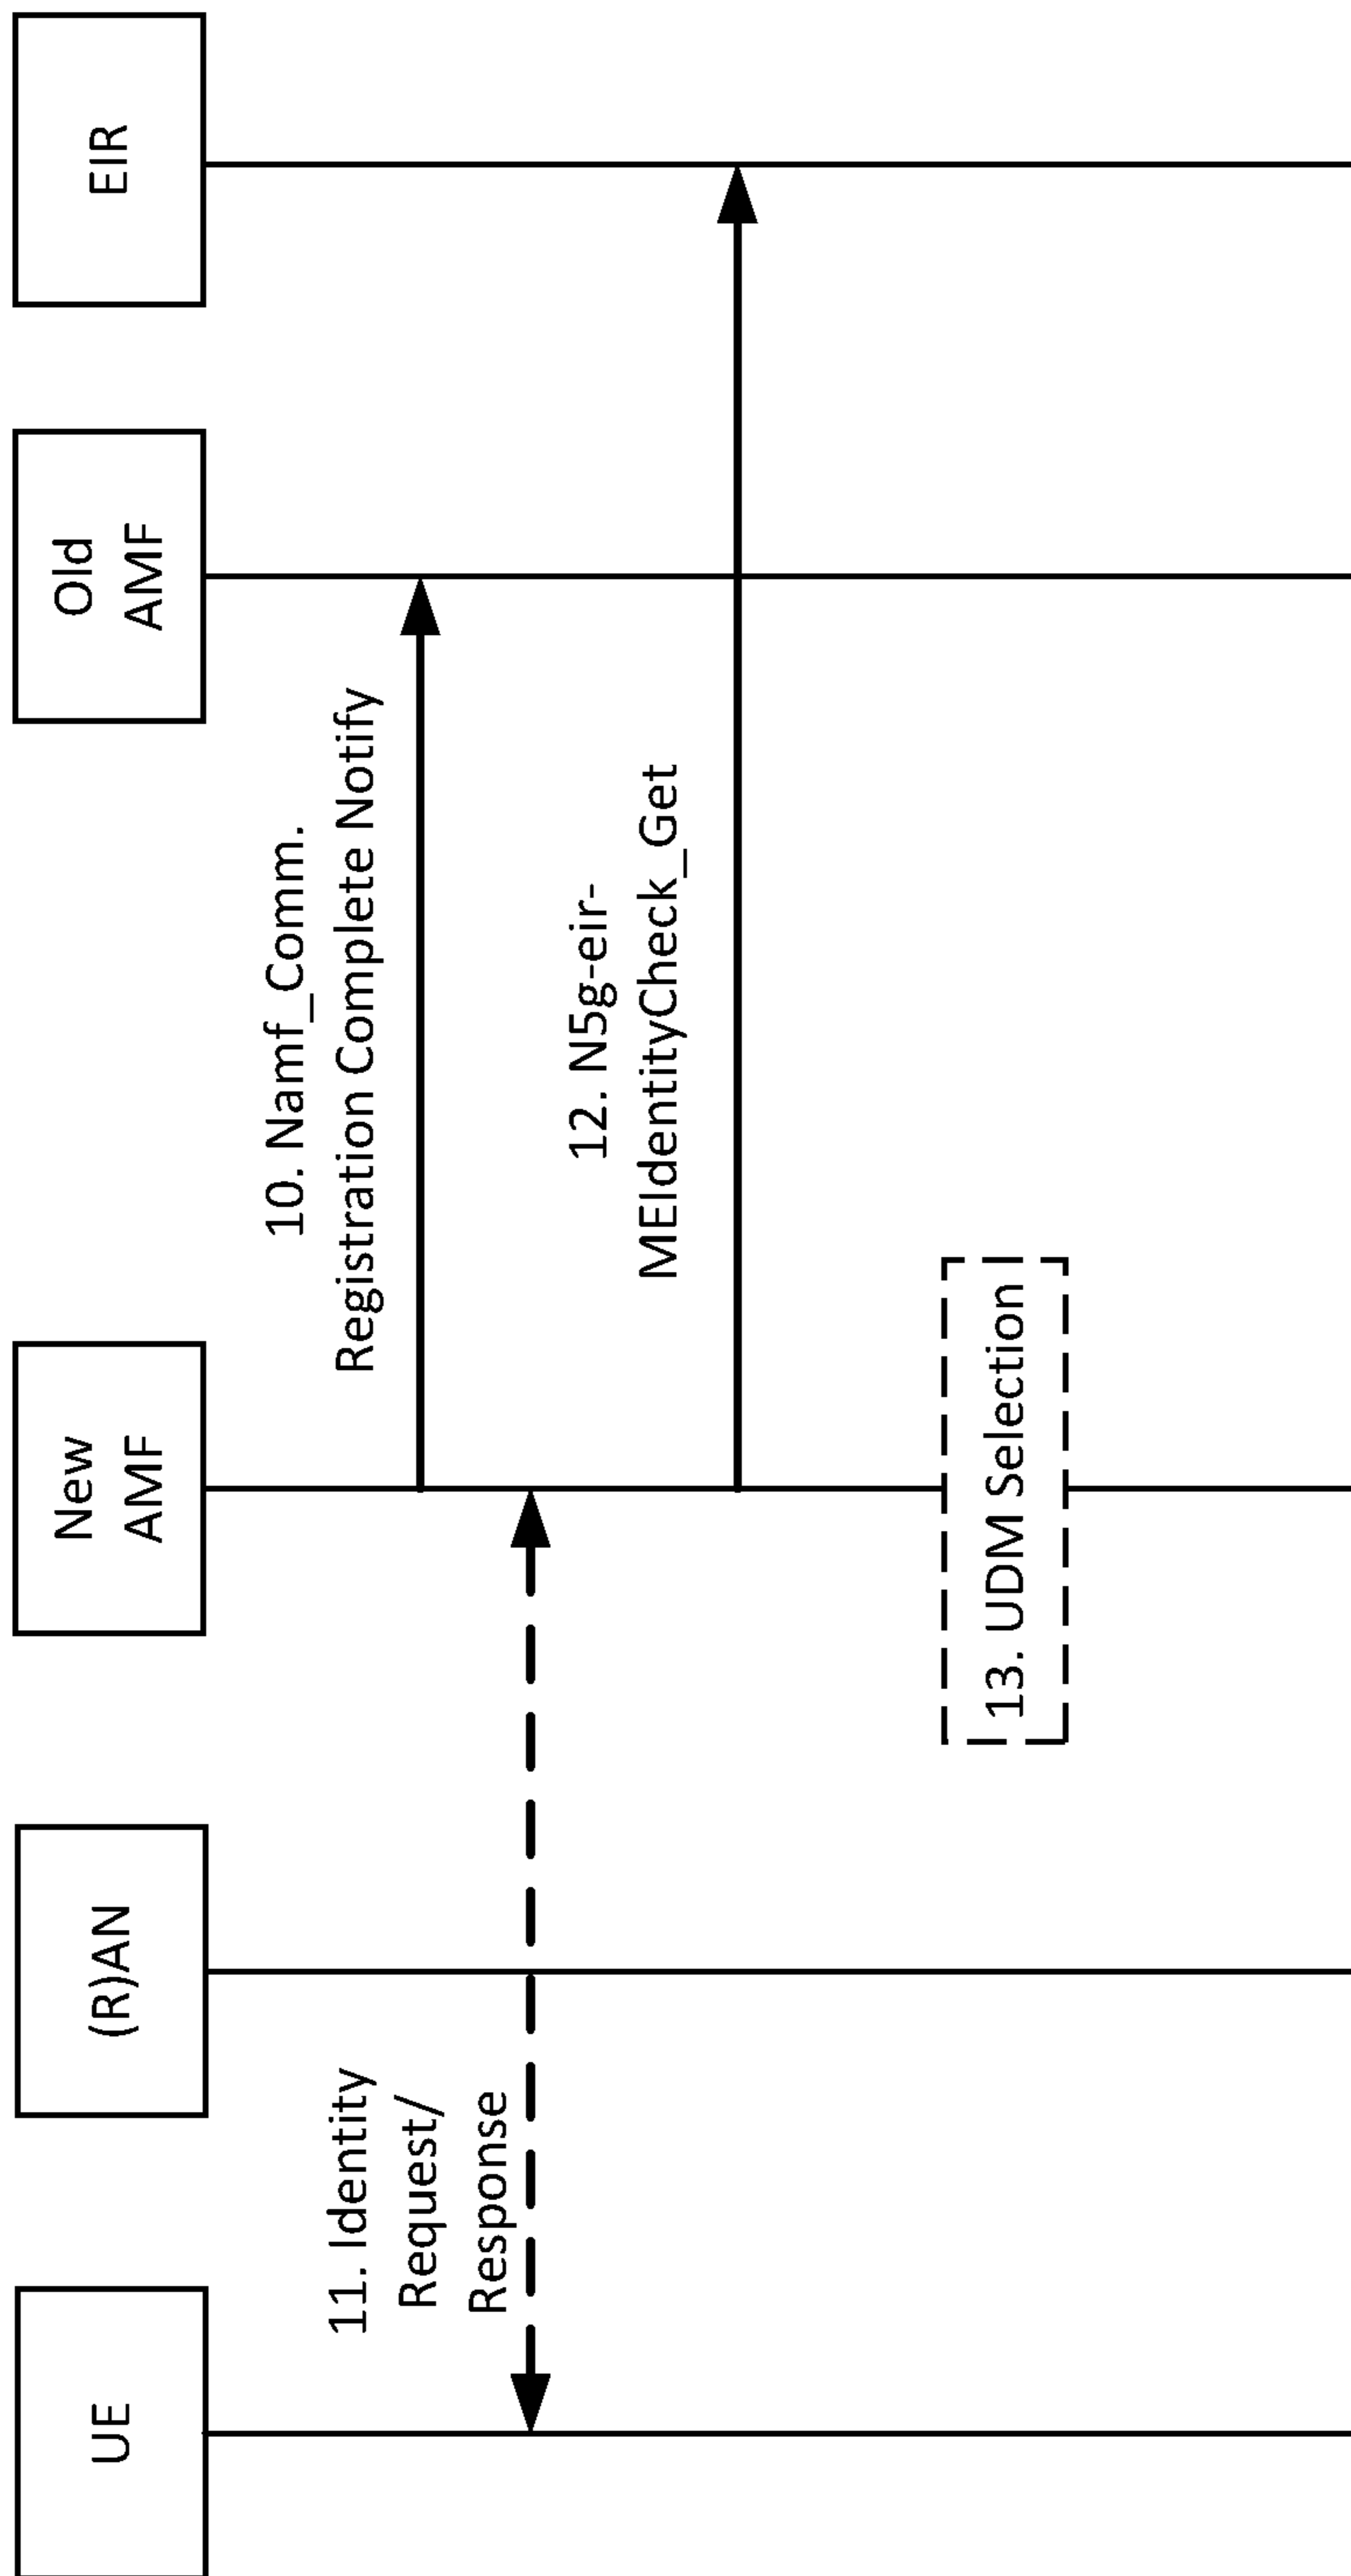 UE
(R)AN
New
AMF
Old
AMF
EIR
10. Namf_Comm.
Registration Complete Notify
11. Identity
Request/
Response
12. N5g-eir-
MEIdentityCheck_Get
13. UDM Selection